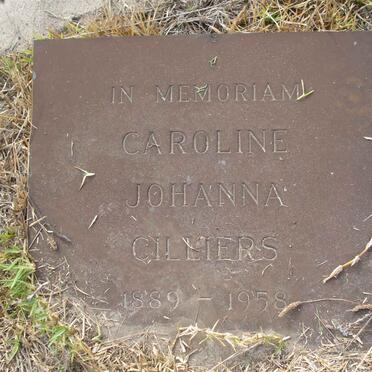 IN MEMORIAM
CAROLINE
JOHANNA
CILLIERS
1889 - 1958